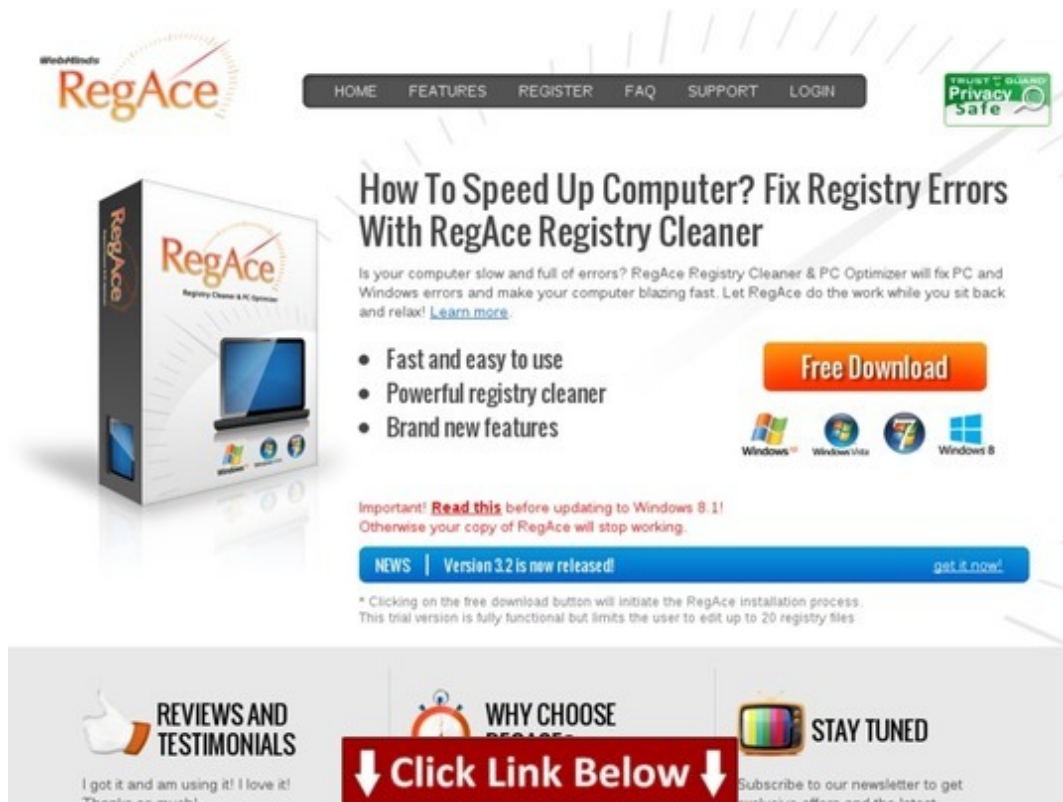 WebMinds
RegAce
HOME FEATURES REGISTER FAQ SUPPORT LOGIN
TRUST GUARD
Privacy
Safe
How To Speed Up Computer? Fix Registry Errors
With RegAce Registry Cleaner
Is your computer slow and full of errors? RegAce Registry Cleaner & PC Optimizer will fix PC and
Windows errors and make your computer blazing fast. Let RegAce do the work while you sit back
and relax! Learn more.
RegAce
RegAce
Registry Cleaner & PC Optimizer
• Fast and easy to use
• Powerful registry cleaner
• Brand new features
Free Download
Windows xp Windows Vista 7 Windows 8
Important! Read this before updating to Windows 8.1!
Otherwise your copy of RegAce will stop working.
NEWS | Version 3.2 is now released! get it now!
* Clicking on the free download button will initiate the RegAce installation process.
This trial version is fully functional but limits the user to edit up to 20 registry files
REVIEWS AND
TESTIMONIALS
I got it and am using it! I love it!
Thanks so much!
WHY CHOOSE
STAY TUNED
Subscribe to our newsletter to get
Click Link Below